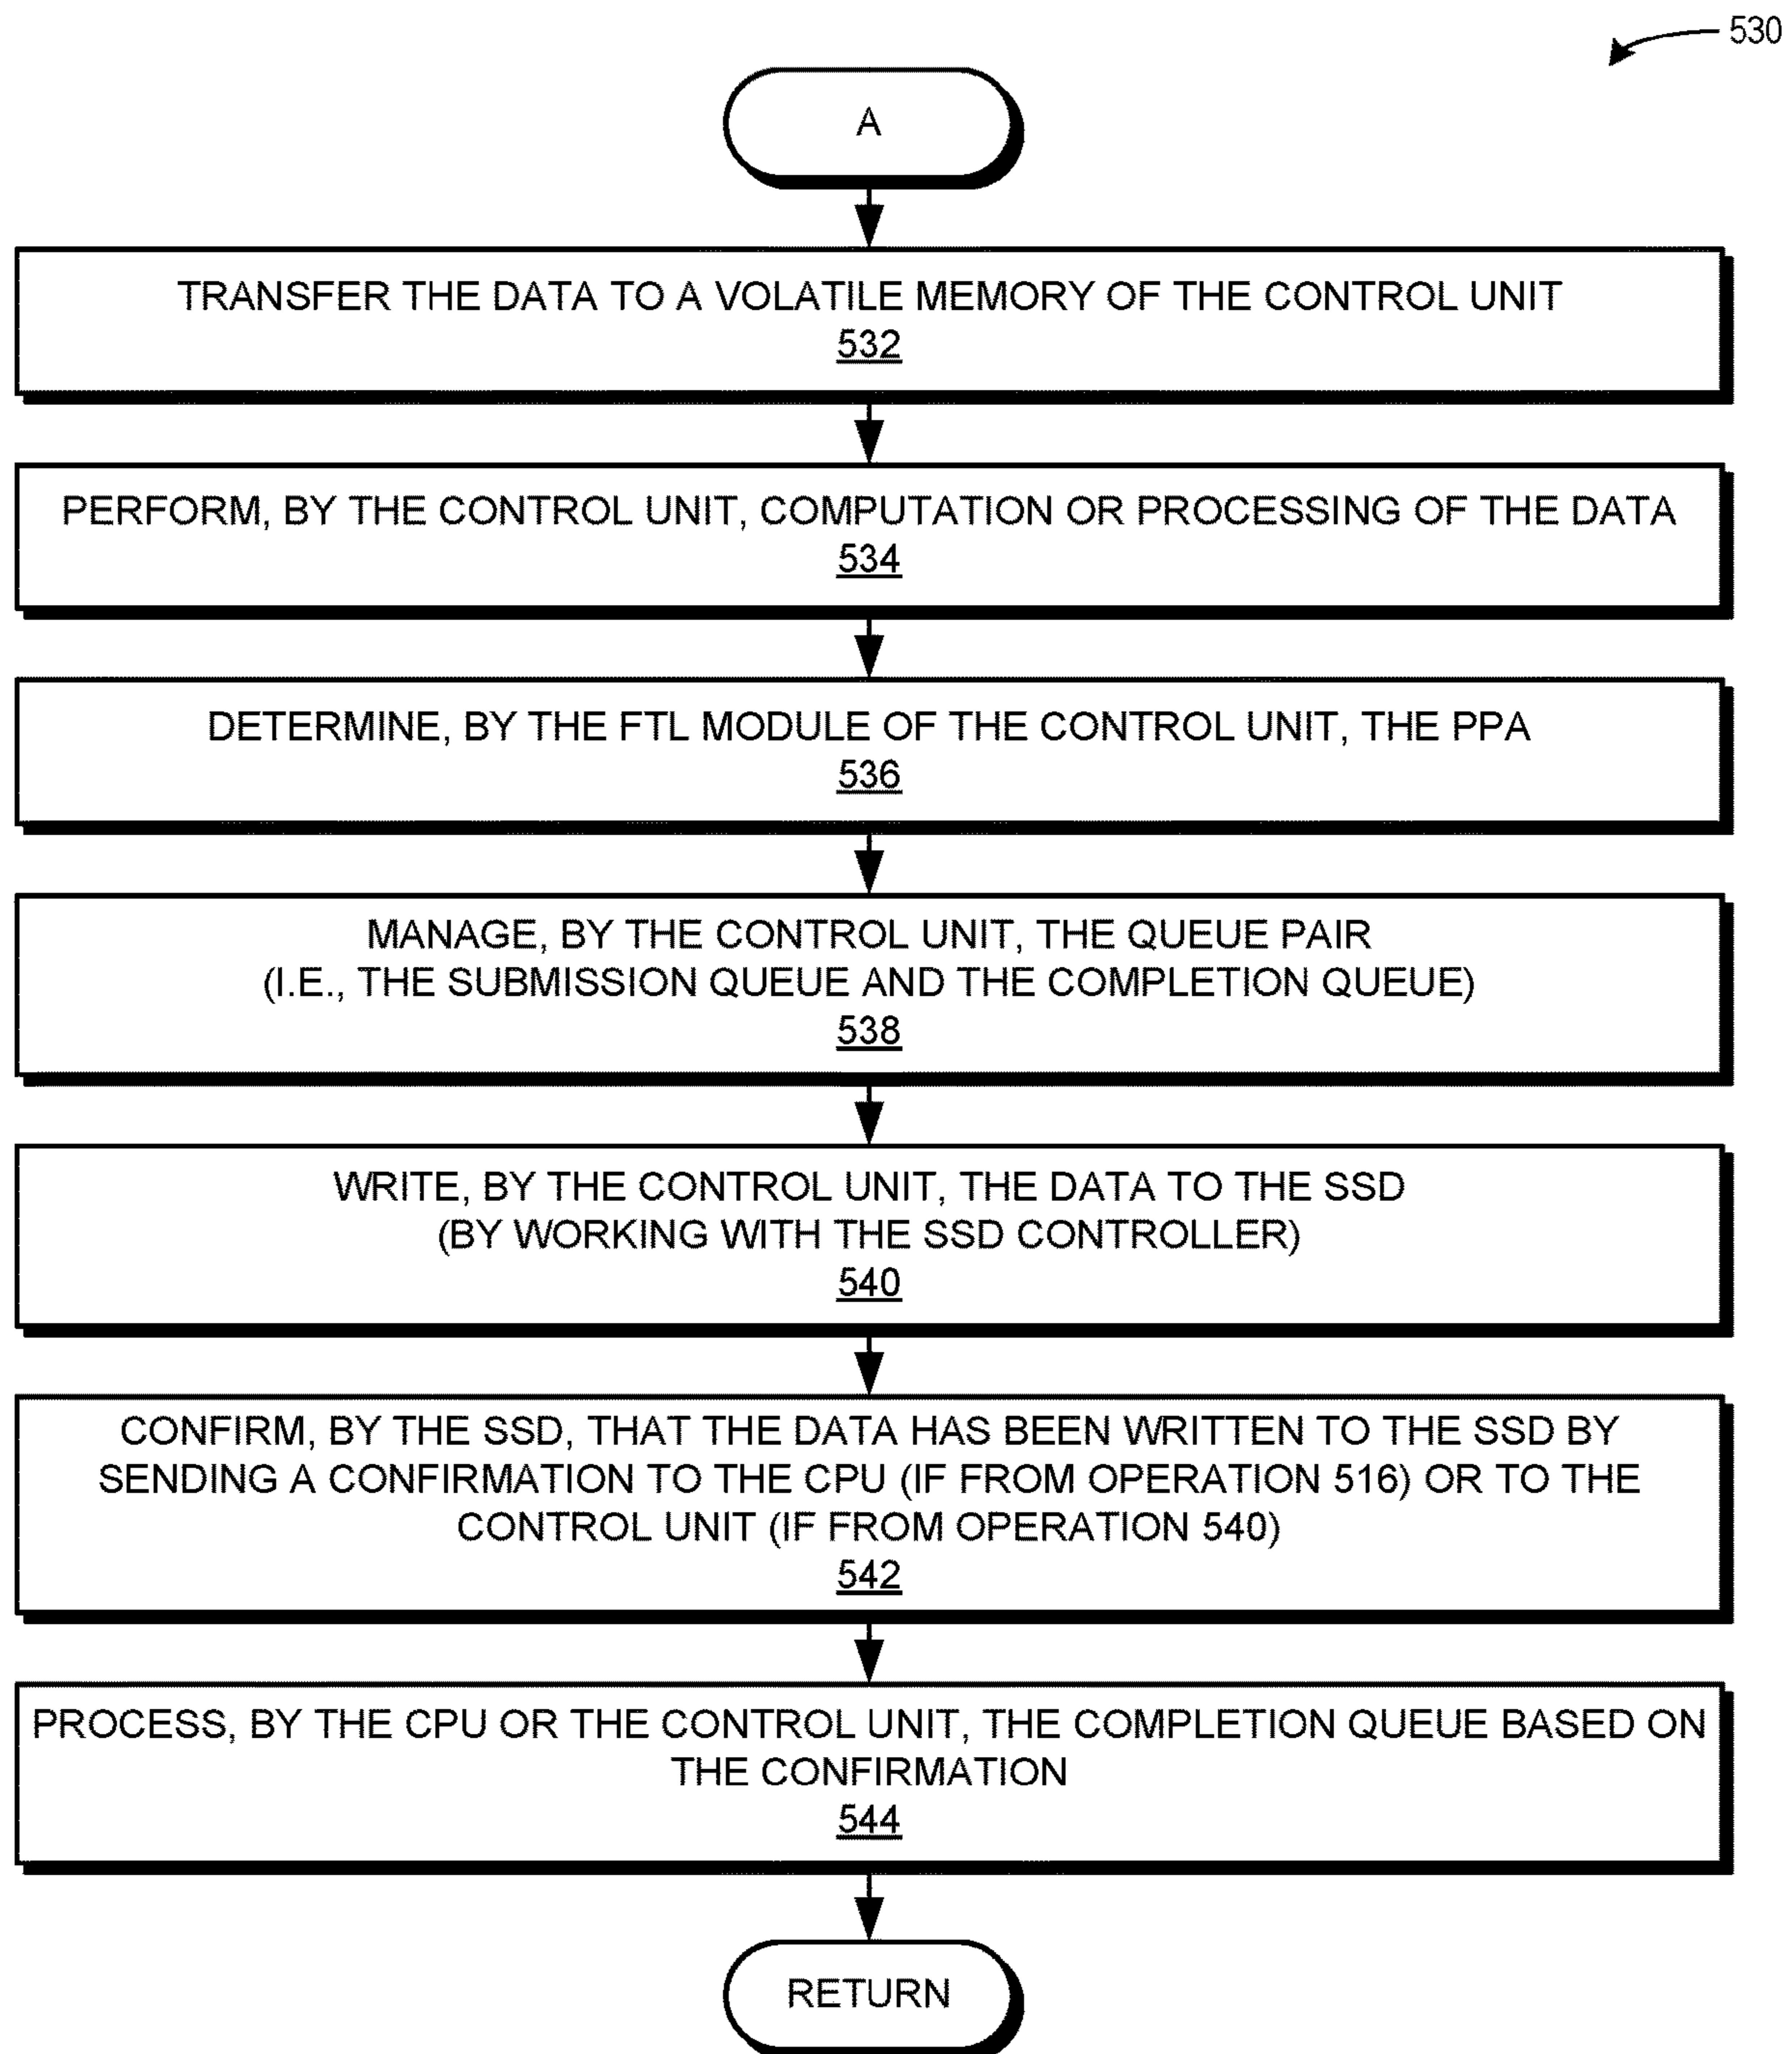 530
A
TRANSFER THE DATA TO A VOLATILE MEMORY OF THE CONTROL UNIT
532
PERFORM, BY THE CONTROL UNIT, COMPUTATION OR PROCESSING OF THE DATA
534
DETERMINE, BY THE FTL MODULE OF THE CONTROL UNIT, THE PPA
536
MANAGE, BY THE CONTROL UNIT, THE QUEUE PAIR
(I.E., THE SUBMISSION QUEUE AND THE COMPLETION QUEUE)
538
WRITE, BY THE CONTROL UNIT, THE DATA TO THE SSD
(BY WORKING WITH THE SSD CONTROLLER)
540
CONFIRM, BY THE SSD, THAT THE DATA HAS BEEN WRITTEN TO THE SSD BY
SENDING A CONFIRMATION TO THE CPU (IF FROM OPERATION 516) OR TO THE
CONTROL UNIT (IF FROM OPERATION 540)
542
PROCESS, BY THE CPU OR THE CONTROL UNIT, THE COMPLETION QUEUE BASED ON
THE CONFIRMATION
544
RETURN